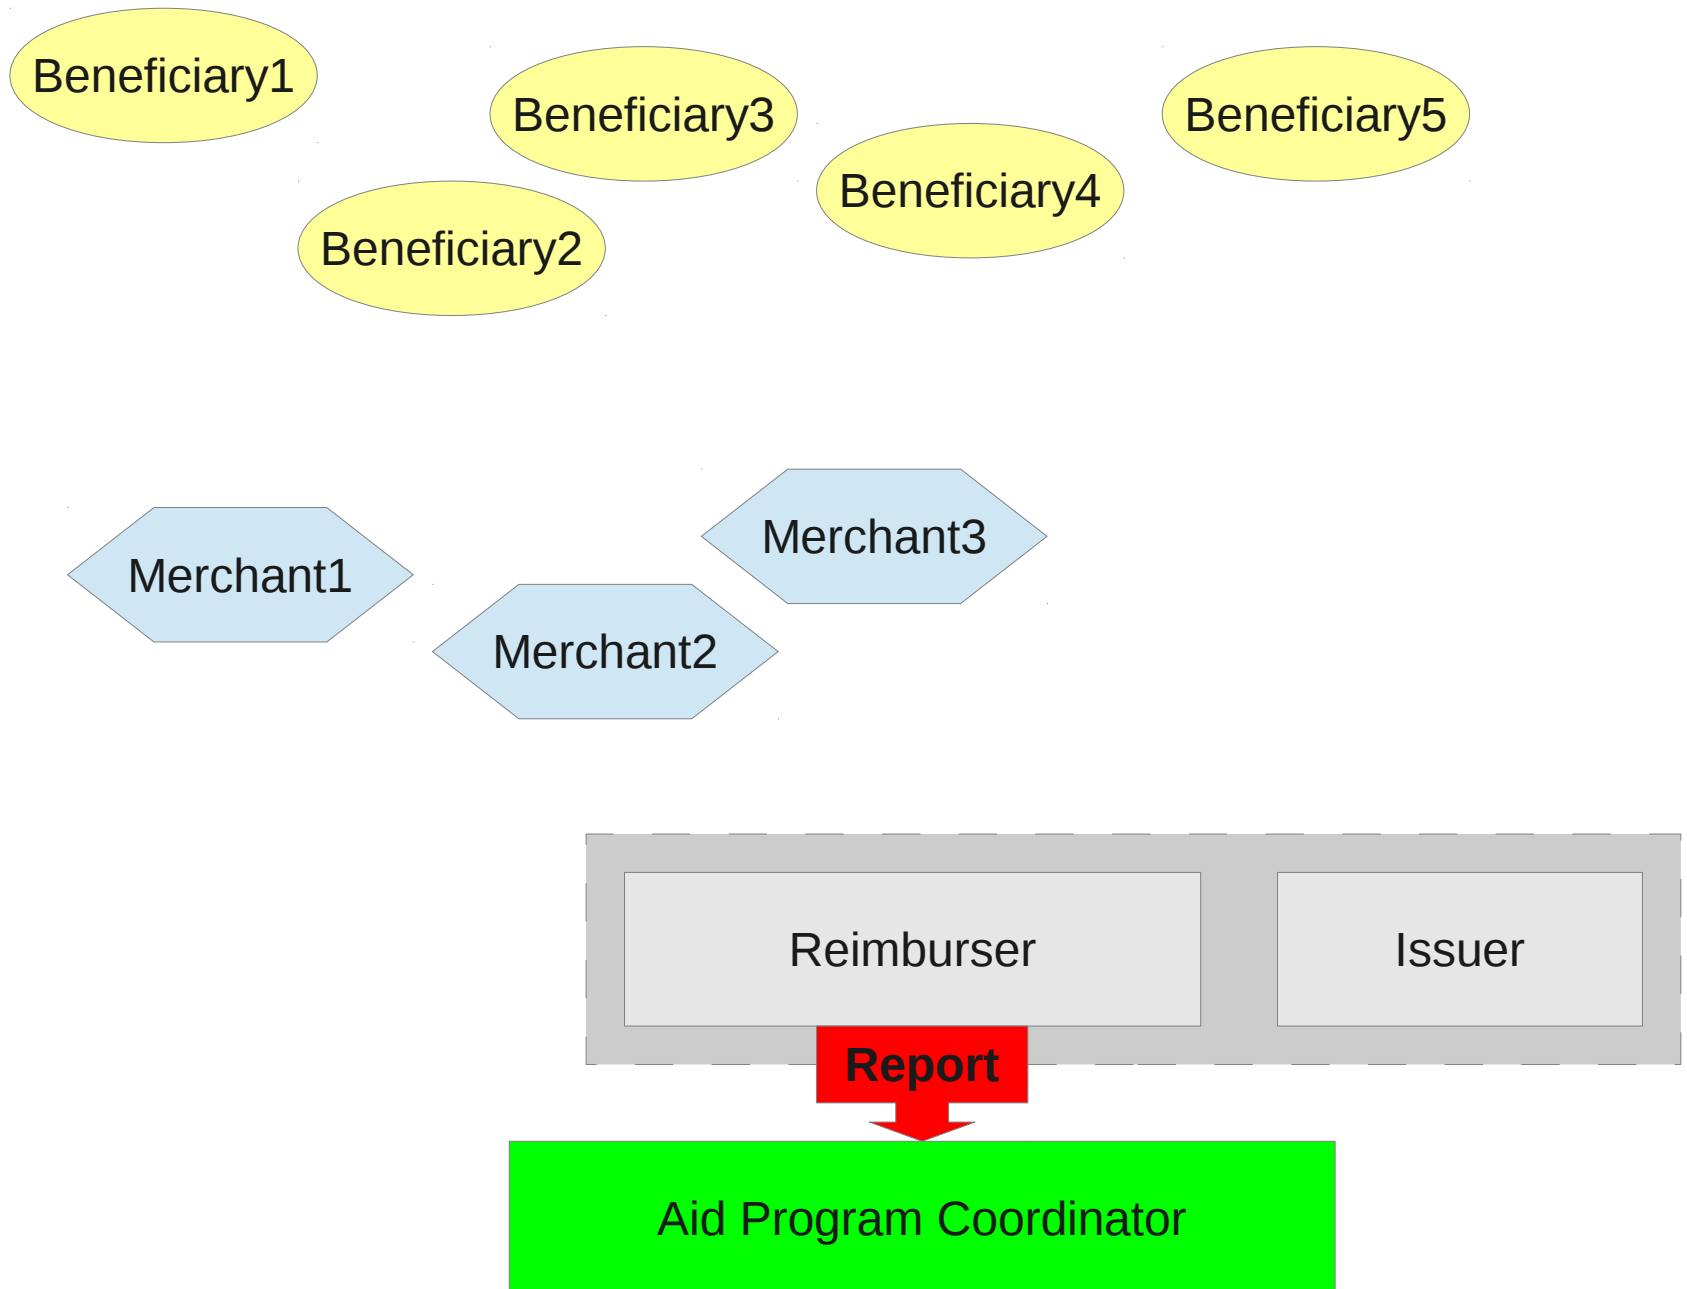 Beneficiary1
Beneficiary3
Beneficiary5
Beneficiary4
Beneficiary2
Merchant3
Merchant1
Merchant2
Reimburser
Issuer
Report
Aid Program Coordinator